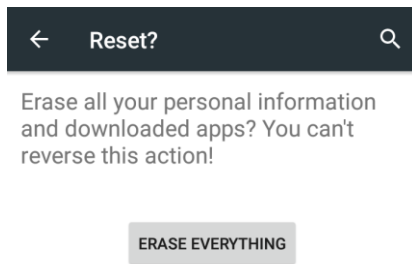 Reset?
Erase all your personal information
and downloaded apps? You can't
reverse this action!
ERASE EVERYTHING